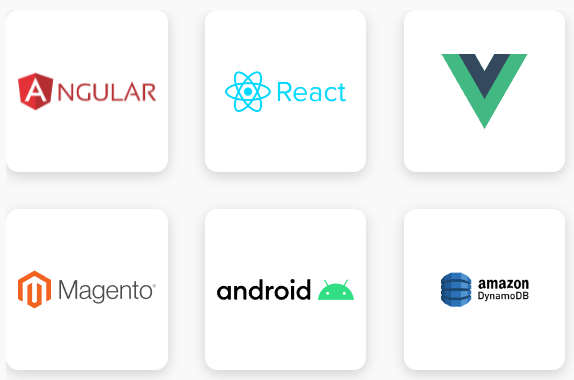 ANGULAR
React
Magento®
android
amazon
DynamoDB